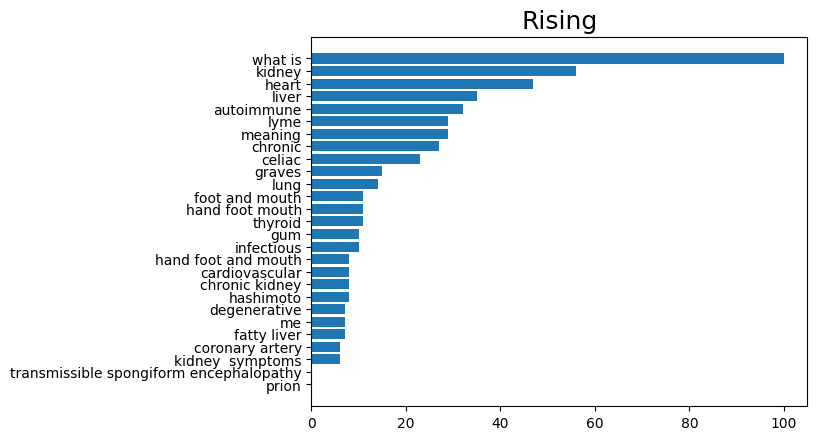 Rising
what is
kidney
heart
liver
autoimmune
lyme
meaning
chronic
celiac
graves
lung
foot and mouth
hand foot mouth
thyroid
gum
infectious
hand foot and mouth
cardiovascular
chronic kidney
hashimoto
degenerative
me
fatty liver
coronary artery
kidney  symptoms
transmissible spongiform encephalopathy
prion
0 20 40 60 80 100